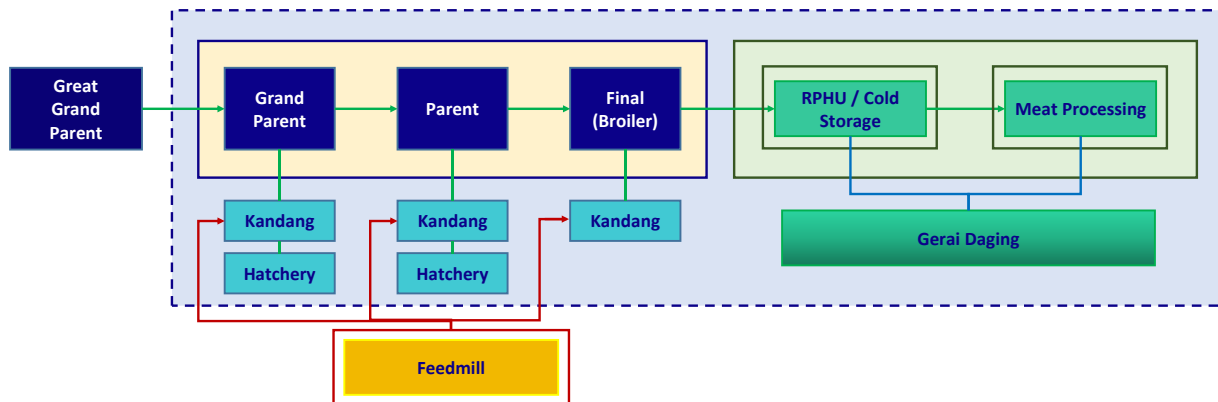 Great
Grand
Parent
Grand
Parent
Parent
Final
(Broiler)
RPHU / Cold
Storage
Meat Processing
Kandang
Kandang
Kandang
Gerai Daging
Hatchery
Hatchery
Feedmill